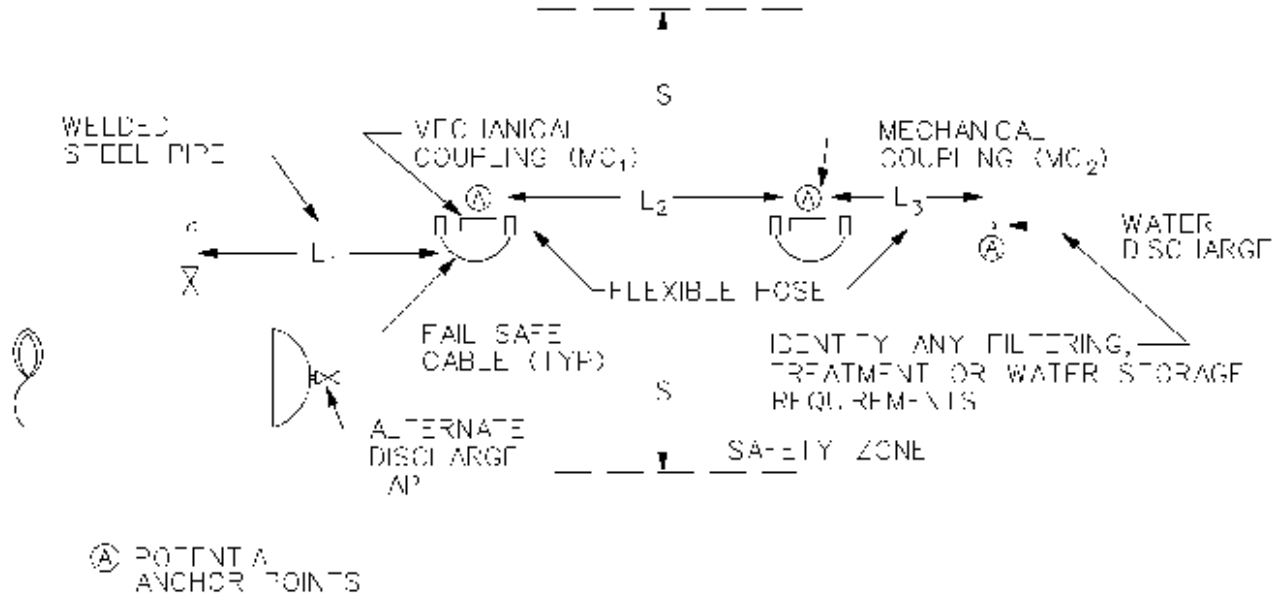 S
WELDED
STEEL PIPE
MECHANICAL
COUPLING (MC1)
MECHANICAL
COUPLING (MC2)
A
L2
A
L3
WATER
DISCHARGE
A
L1
FLEXIBLE HOSE
FAIL SAFE
CABLE (TYP)
IDENTIFY ANY FILTERING,
TREATMENT OR WATER STORAGE
REQUIREMENTS
S
ALTERNATE
DISCHARGE
SAFETY ZONE
A POTENTIAL
ANCHOR POINTS